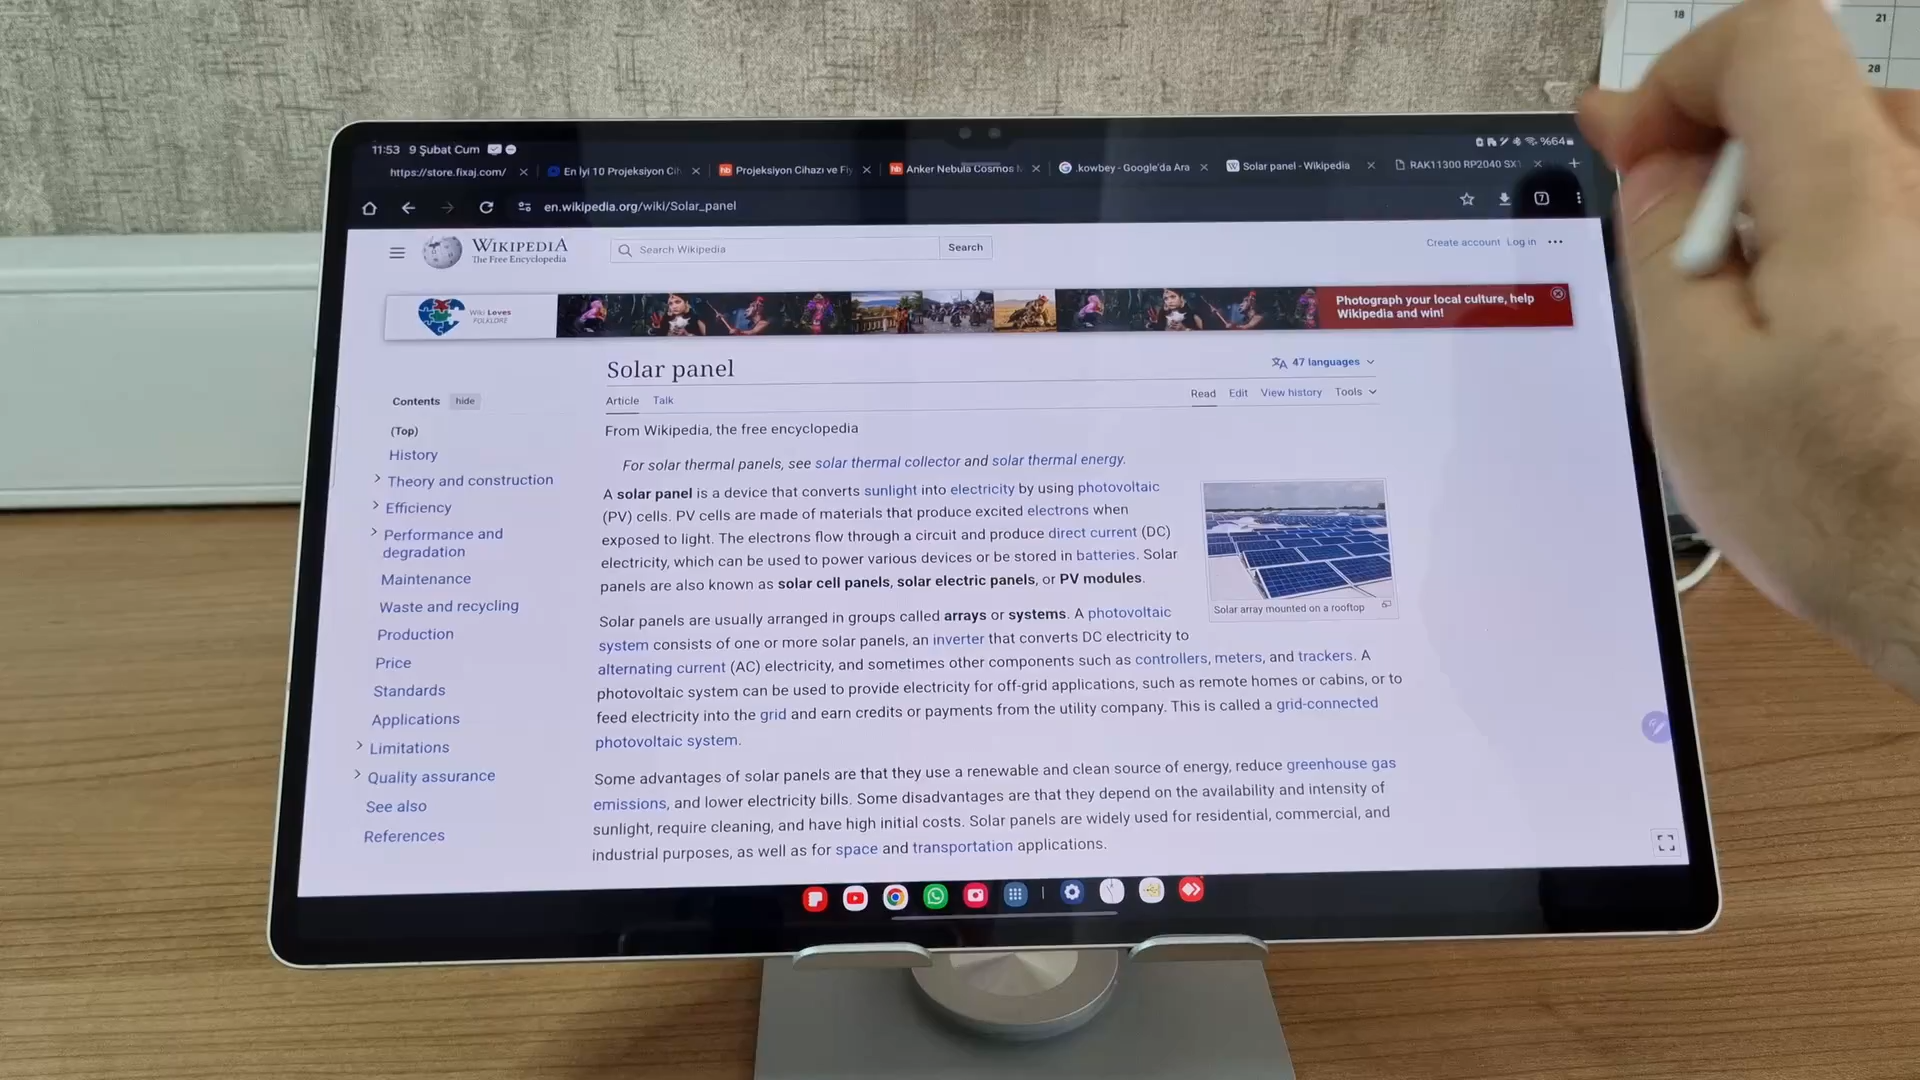 18
21
28
11:53 9 Şubat Cum
%64
https://store.fixaj.com/
En İyi 10 Projeksiyon Cih
hb Projeksiyon Cihazı ve Fiy
hb Anker Nebula Cosmos
kowbey - Google'da Ara
W Solar panel - Wikipedia
RAK11300 RP2040 SX1
en.wikipedia.org/wiki/Solar_panel
7
WIKIPEDIA
The Free Encyclopedia
Search Wikipedia
Search
Create account Log in
Wiki Loves
FOLKLORE
Photograph your local culture, help
Wikipedia and win!
Solar panel
47 languages
Contents hide
Article Talk
Read Edit View history Tools
(Top)
History
Theory and construction
Efficiency
Performance and
degradation
Maintenance
Waste and recycling
Production
Price
Standards
Applications
Limitations
Quality assurance
See also
References
From Wikipedia, the free encyclopedia
For solar thermal panels, see solar thermal collector and solar thermal energy.
A solar panel is a device that converts sunlight into electricity by using photovoltaic
(PV) cells. PV cells are made of materials that produce excited electrons when
exposed to light. The electrons flow through a circuit and produce direct current (DC)
electricity, which can be used to power various devices or be stored in batteries. Solar
panels are also known as solar cell panels, solar electric panels, or PV modules.
Solar array mounted on a rooftop
Solar panels are usually arranged in groups called arrays or systems. A photovoltaic
system consists of one or more solar panels, an inverter that converts DC electricity to
alternating current (AC) electricity, and sometimes other components such as controllers, meters, and trackers. A
photovoltaic system can be used to provide electricity for off-grid applications, such as remote homes or cabins, or to
feed electricity into the grid and earn credits or payments from the utility company. This is called a grid-connected
photovoltaic system.
Some advantages of solar panels are that they use a renewable and clean source of energy, reduce greenhouse gas
emissions, and lower electricity bills. Some disadvantages are that they depend on the availability and intensity of
sunlight, require cleaning, and have high initial costs. Solar panels are widely used for residential, commercial, and
industrial purposes, as well as for space and transportation applications.